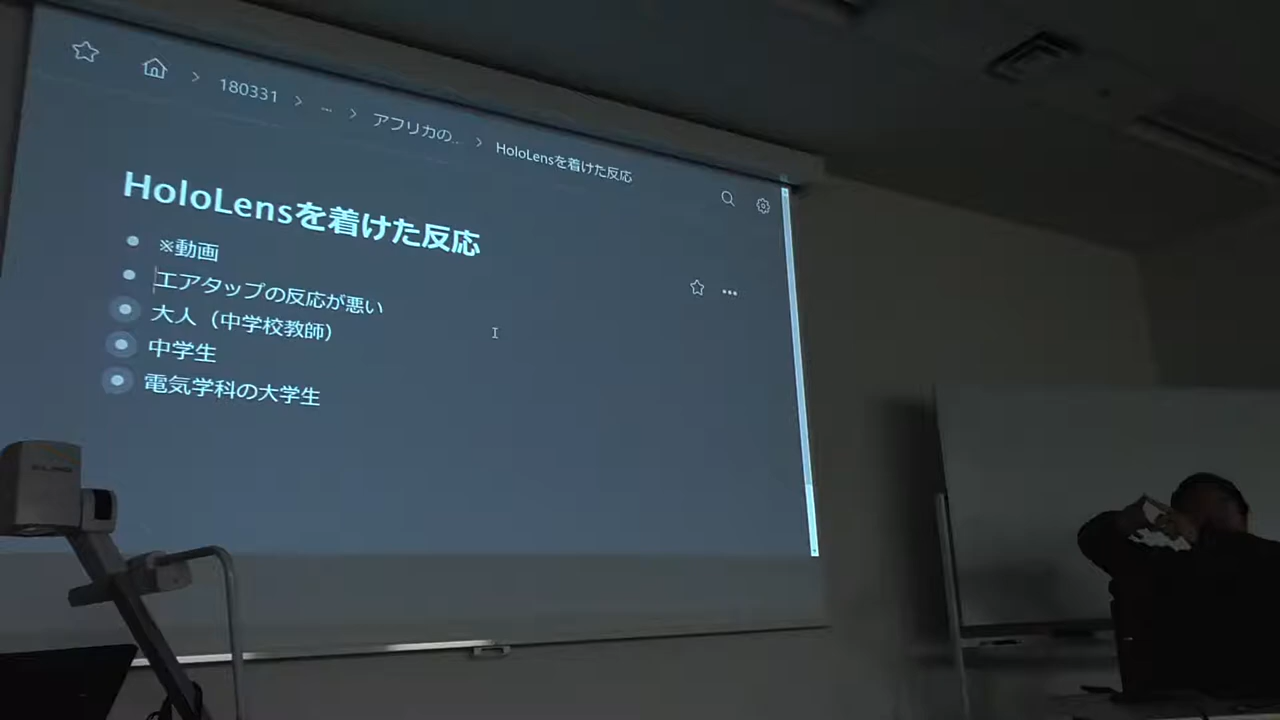 180331 > ... > アフリカの... > HoloLensを着けた反応
HoloLensを着けた反応
※動画
エアタップの反応が悪い
大人（中学校教師）
中学生
電気学科の大学生